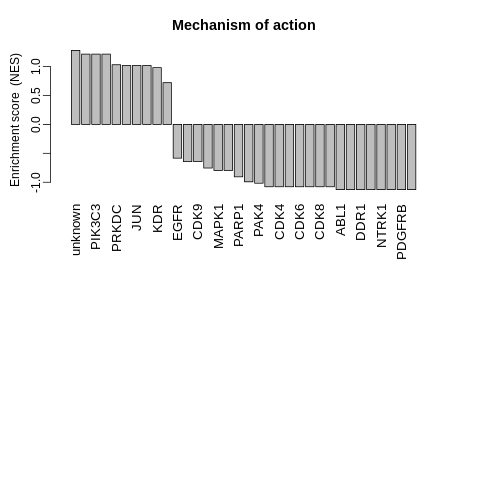 Mechanism of action
Enrichment score (NES)
1.0
0.5
0.0
-1.0
unknown
PIK3C3
PRKDC
JUN
KDR
EGFR
CDK9
MAPK1
PARP1
PAK4
CDK4
CDK6
CDK8
ABL1
DDR1
NTRK1
PDGFRB